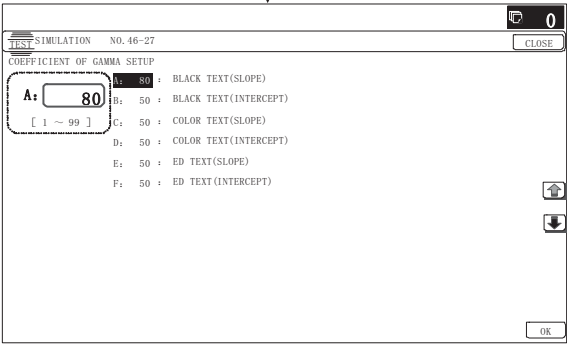 0
TEST SIMULATION NO.46-27
CLOSE
COEFFICIENT OF GAMMA SETUP
A: 80
[ 1 ~ 99 ]
A: 80 : BLACK TEXT(SLOPE)
B: 50 : BLACK TEXT(INTERCEPT)
C: 50 : COLOR TEXT(SLOPE)
D: 50 : COLOR TEXT(INTERCEPT)
E: 50 : ED TEXT(SLOPE)
F: 50 : ED TEXT(INTERCEPT)
OK